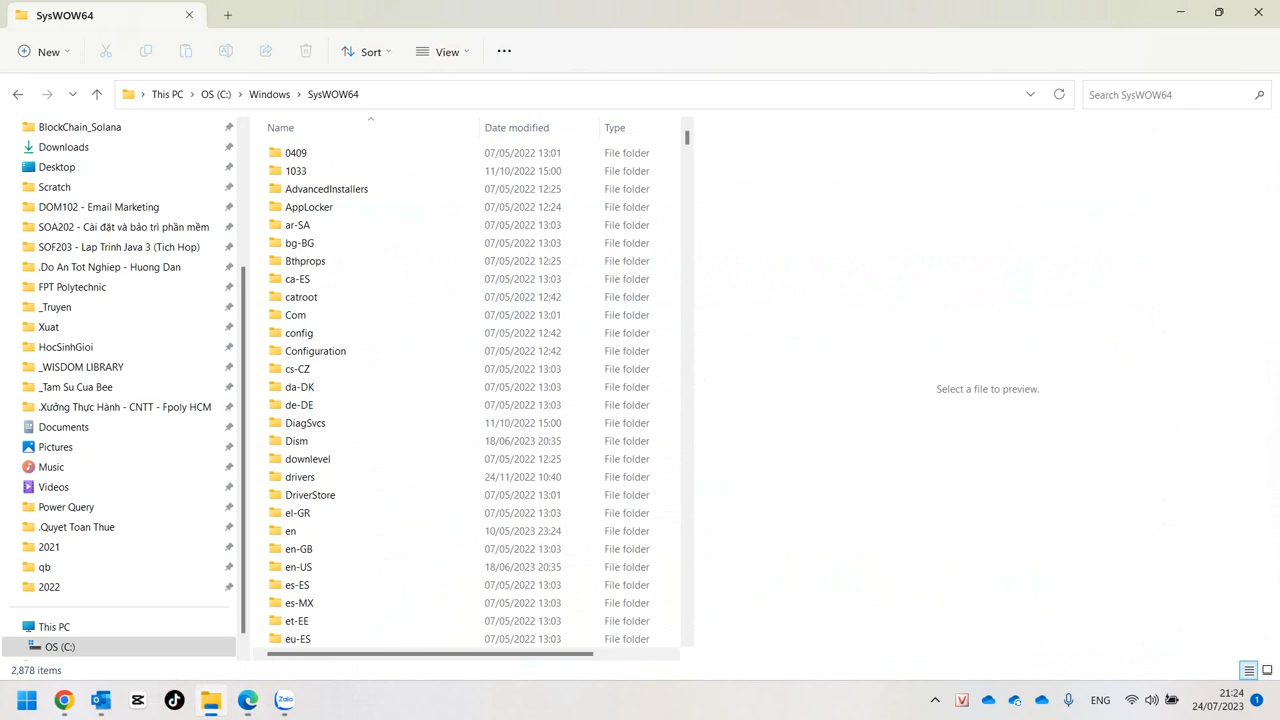 SysWOW64
New
Sort
View
This PC
OS (C:)
Windows
SysWOW64
Search SysWOW64
BlockChain_Solana
Downloads
Desktop
Scratch
DOM102 - Email Marketing
SOA202 - Cài đặt và bảo trì phần mềm
SOF203 - Lap Trinh Java 3 (Tich Hop)
.Do An Tot Nghiep - Huong Dan
FPT Polytechnic
_Truyen
Xuat
HocSinhGioi
_WISDOM LIBRARY
_Tam Su Cua Bee
.Xưởng Thực Hành - CNTT - Fpoly HCM
Documents
Pictures
Music
Videos
Power Query
.Quyet Toan Thue
2021
qb
2022
This PC
OS (C:)
Name Date modified Type
0409 07/05/2022 13:01 File folder
1033 11/10/2022 15:00 File folder
AdvancedInstallers 07/05/2022 12:25 File folder
AppLocker 07/05/2022 12:24 File folder
ar-SA 07/05/2022 13:03 File folder
bg-BG 07/05/2022 13:03 File folder
Bthprops 07/05/2022 12:25 File folder
ca-ES 07/05/2022 13:03 File folder
catroot 07/05/2022 12:42 File folder
Com 07/05/2022 13:01 File folder
config 07/05/2022 12:42 File folder
Configuration 07/05/2022 12:42 File folder
cs-CZ 07/05/2022 13:03 File folder
da-DK 07/05/2022 13:03 File folder
de-DE 07/05/2022 13:03 File folder
DiagSvcs 11/10/2022 15:00 File folder
Dism 18/06/2023 20:35 File folder
downlevel 07/05/2022 12:25 File folder
drivers 24/11/2022 10:40 File folder
DriverStore 07/05/2022 13:01 File folder
el-GR 07/05/2022 13:03 File folder
en 10/05/2023 23:24 File folder
en-GB 07/05/2022 13:03 File folder
en-US 18/06/2023 20:35 File folder
es-ES 07/05/2022 13:03 File folder
es-MX 07/05/2022 13:03 File folder
et-EE 07/05/2022 13:03 File folder
eu-ES 07/05/2022 13:03 File folder
Select a file to preview.
2,878 items
Zalo
V
ENG
21:24
24/07/2023
1